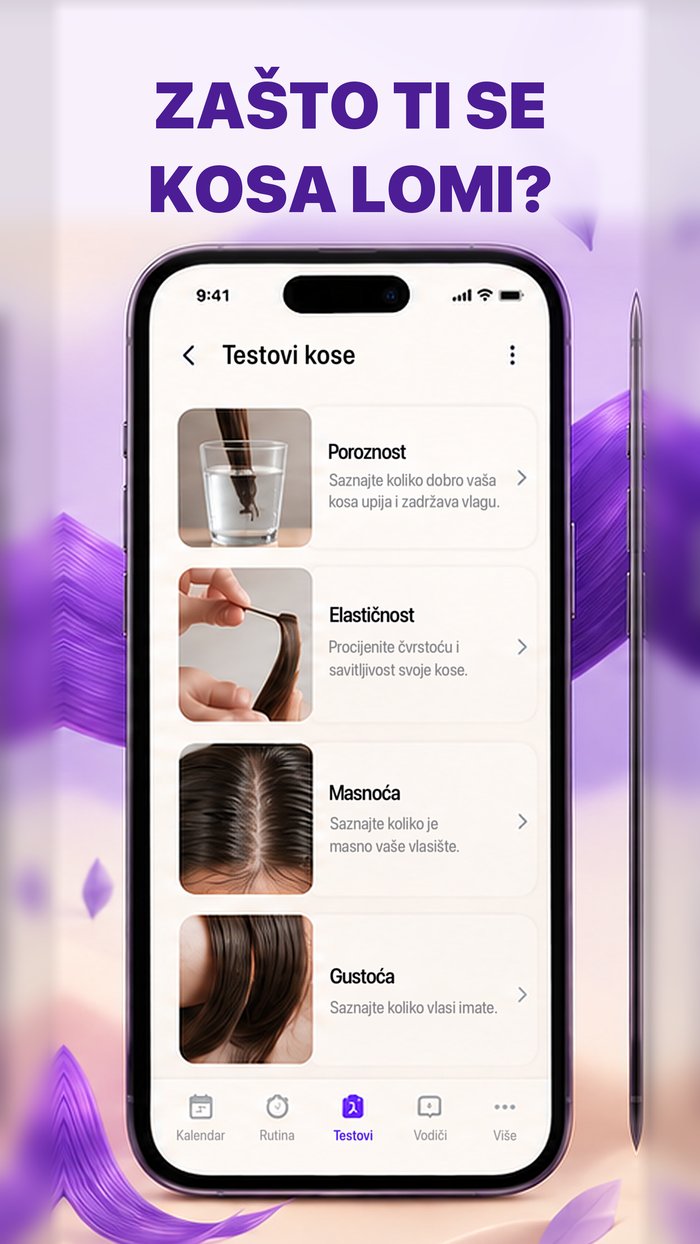 ZAŠTO TI SE
KOSA LOMI?
9:41
Testovi kose
Poroznost
Saznajte koliko dobro vaša
kosa upija i zadržava vlagu.
Elastičnost
Procijenite čvrstoću i
savitljivost svoje kose.
Masnoća
Saznajte koliko je
masno vaše vlasište.
Gustoća
Saznajte koliko vlasi imate.
Kalendar
Rutina
Testovi
Vodiči
Više